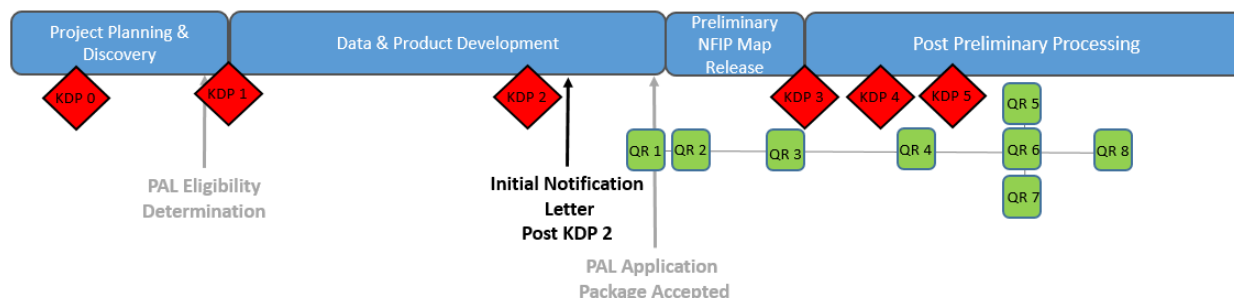 Project Planning &
Discovery
Data & Product Development
Preliminary
NFIP Map
Release
Post Preliminary Processing
KDP 0
KDP 1
KDP 2
KDP 3
KDP 4
KDP 5
QR 5
QR 1
QR 2
QR 3
QR 4
QR 6
QR 8
QR 7
PAL Eligibility
Determination
Initial Notification
Letter
Post KDP 2
PAL Application
Package Accepted